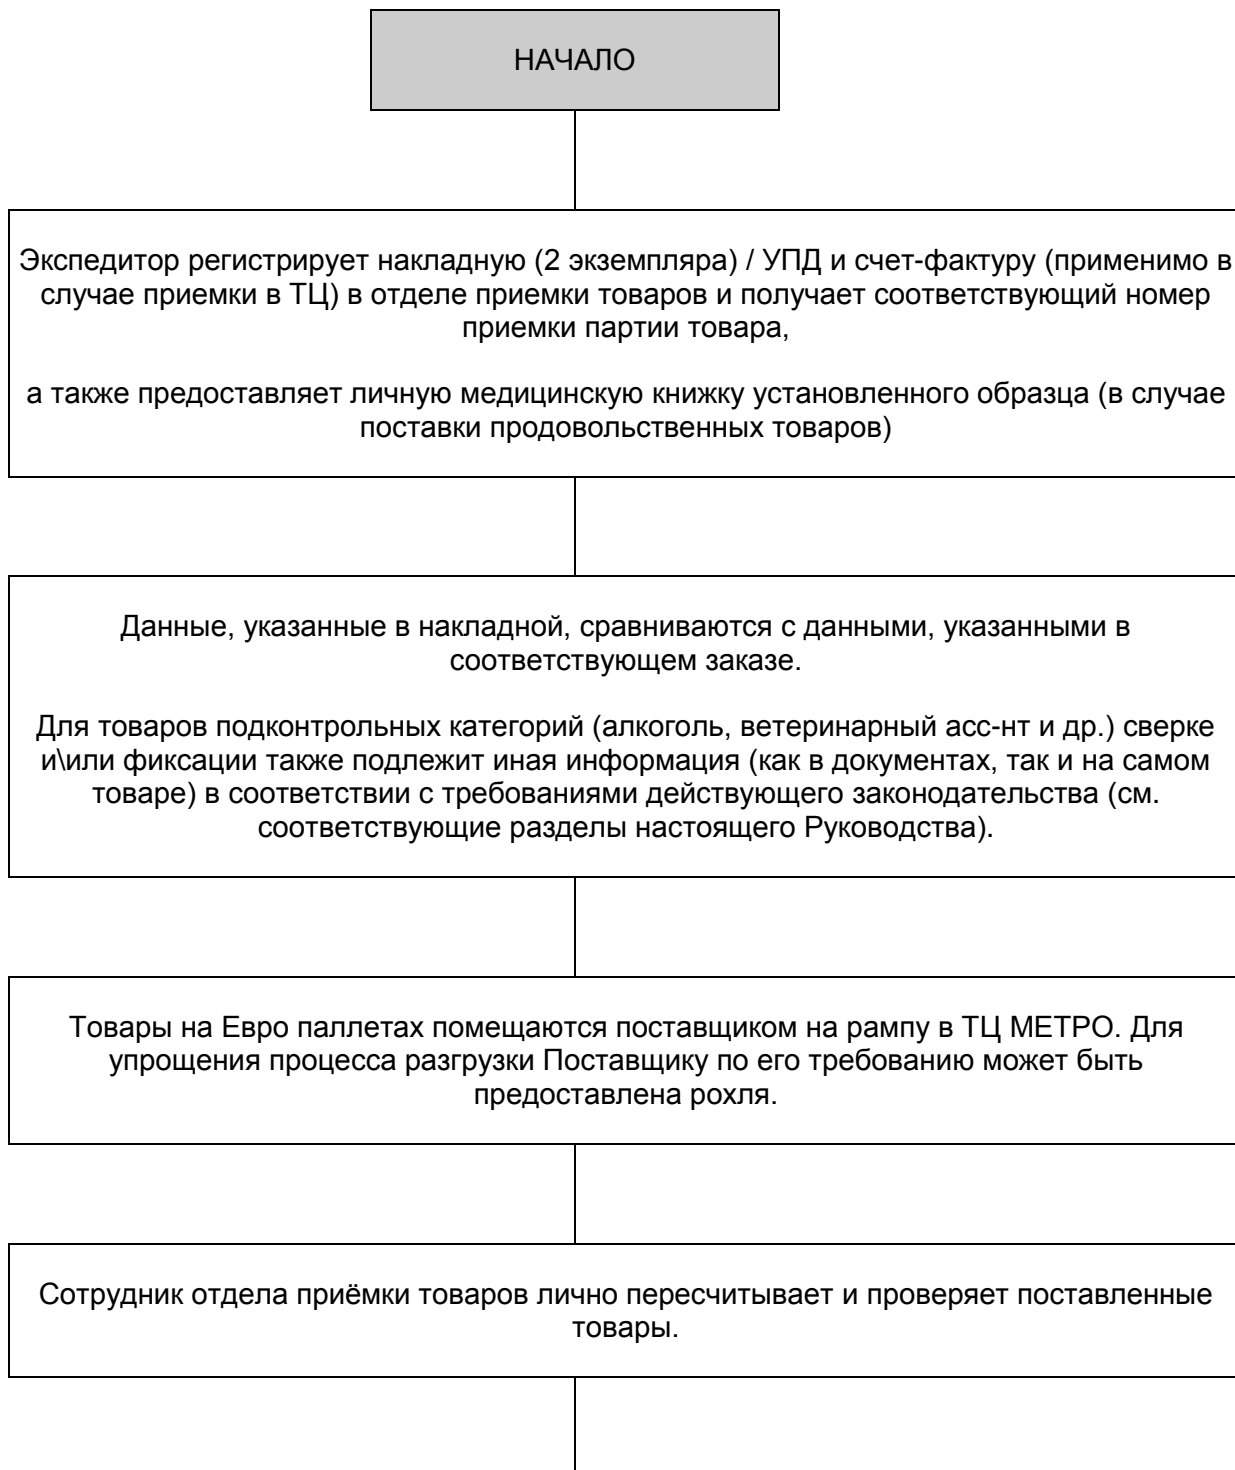 НАЧАЛО
Экспедитор регистрирует накладную (2 экземпляра) / УПД и счет-фактуру (применимо в
случае приемки в ТЦ) в отделе приемки товаров и получает соответствующий номер
приемки партии товара,
а также предоставляет личную медицинскую книжку установленного образца (в случае
поставки продовольственных товаров)
Данные, указанные в накладной, сравниваются с данными, указанными в
соответствующем заказе.
Для товаров подконтрольных категорий (алкоголь, ветеринарный асс-нт и др.) сверке
и\или фиксации также подлежит иная информация (как в документах, так и на самом
товаре) в соответствии с требованиями действующего законодательства (см.
соответствующие разделы настоящего Руководства).
Товары на Евро паллетах помещаются поставщиком на рампу в ТЦ МЕТРО. Для
упрощения процесса разгрузки Поставщику по его требованию может быть
предоставлена рохля.
Сотрудник отдела приёмки товаров лично пересчитывает и проверяет поставленные
товары.